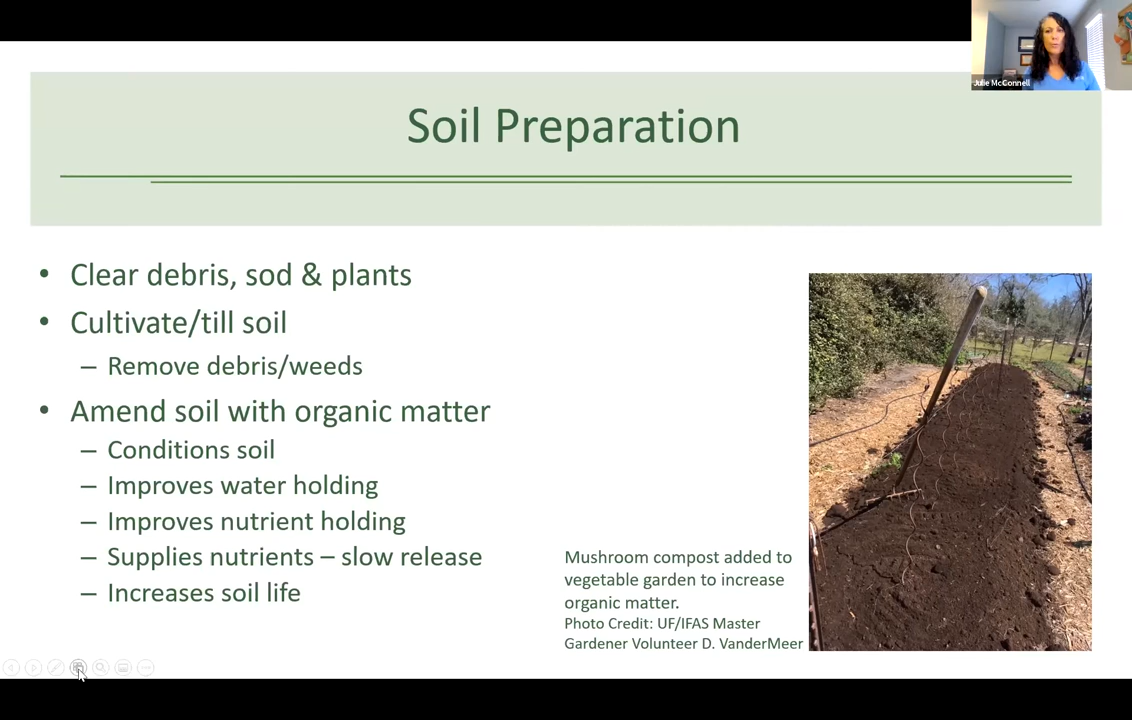 Julie McConnell
Soil Preparation
• Clear debris, sod & plants
• Cultivate/till soil
– Remove debris/weeds
• Amend soil with organic matter
– Conditions soil
– Improves water holding
– Improves nutrient holding
– Supplies nutrients – slow release
– Increases soil life
Mushroom compost added to
vegetable garden to increase
organic matter.
Photo Credit: UF/IFAS Master
Gardener Volunteer D. VanderMeer